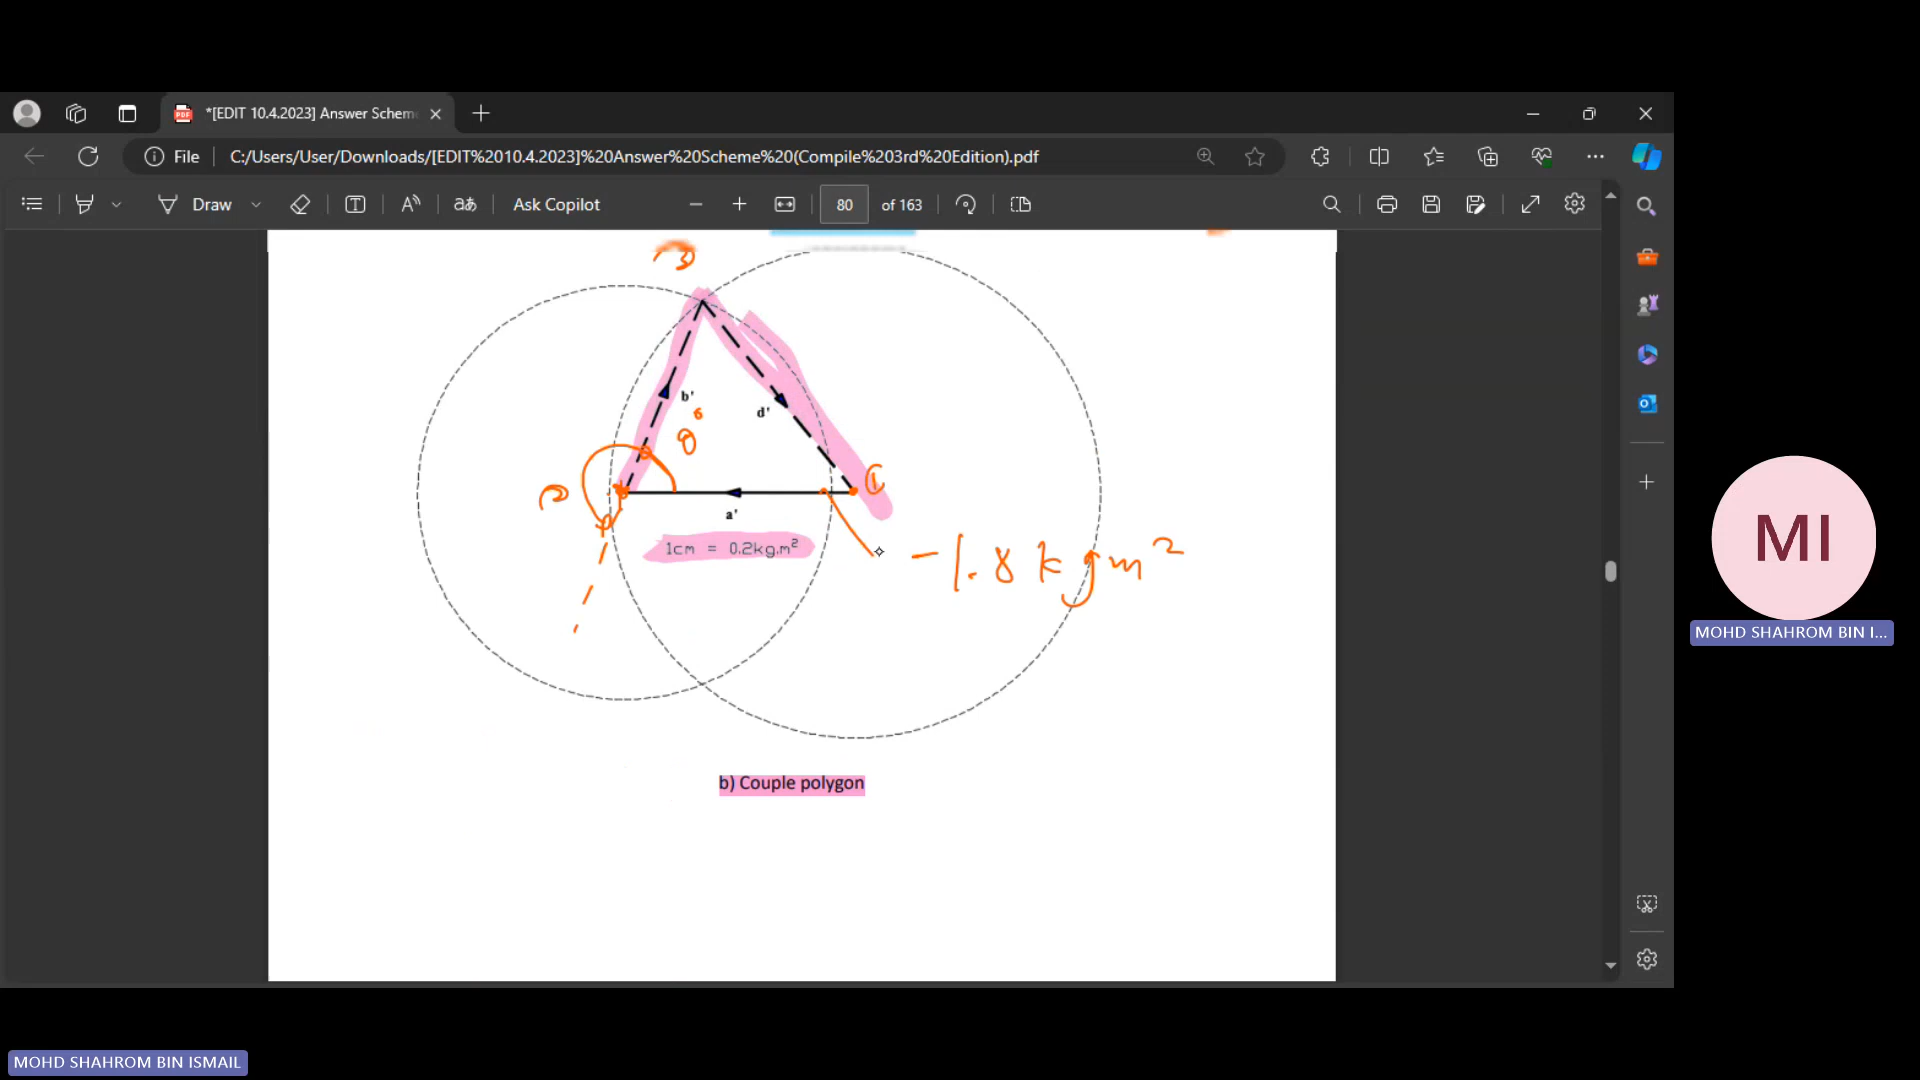 *[EDIT 10.4.2023] Answer Schem
File
C:/Users/User/Downloads/[EDIT%2010.4.2023]%20Answer%20Scheme%20(Compile%203rd%20Edition).pdf
Draw
Ask Copilot
80
of 163
3
b'
d'
θ°
2
1
a'
1cm = 0.2kg.m²
-1.8 kgm²
b) Couple polygon
MI
MOHD SHAHROM BIN I...
MOHD SHAHROM BIN ISMAIL